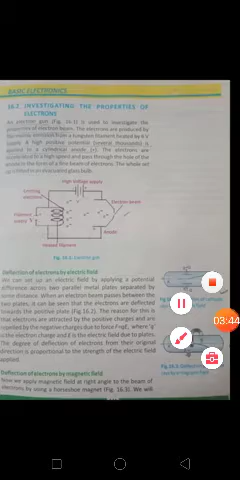 BASIC ELECTRONICS
16.2. INVESTIGATING THE PROPERTIES OF
ELECTRONS
An electron gun (Fig. 16.1) is used to investigate the
properties of electron beam. The electrons are produced by
thermionic emission from a tungsten filament heated by 6 V
supply. A high positive potential (several thousands) is
applied to a cylindrical anode (+). The electrons are
accelerated to a high speed and pass through the hole of the
anode in the form of a fine beam of electrons. The whole set
up is fitted in an evacuated glass bulb.
High voltage supply
Emitting
electrons
Electron beam
Filament
supply V
Anode
Heated filament
Fig. 16.1: Electron gun
Deflection of electrons by electric field
We can set up an electric field by applying a potential
difference across two parallel metal plates separated by
some distance. When an electron beam passes between the
two plates, it can be seen that the electrons are deflected
towards the positive plate (Fig 16.2). The reason for this is
that electrons are attracted by the positive charges and are
repelled by the negative charges due to force F=qE, where 'q'
is the electron charge and E is the electric field due to plates.
The degree of deflection of electrons from their original
direction is proportional to the strength of the electric field
applied.
Deflection of electrons by magnetic field
Now we apply magnetic field at right angle to the beam of
electrons by using a horseshoe magnet (Fig. 16.3). We will
03:44